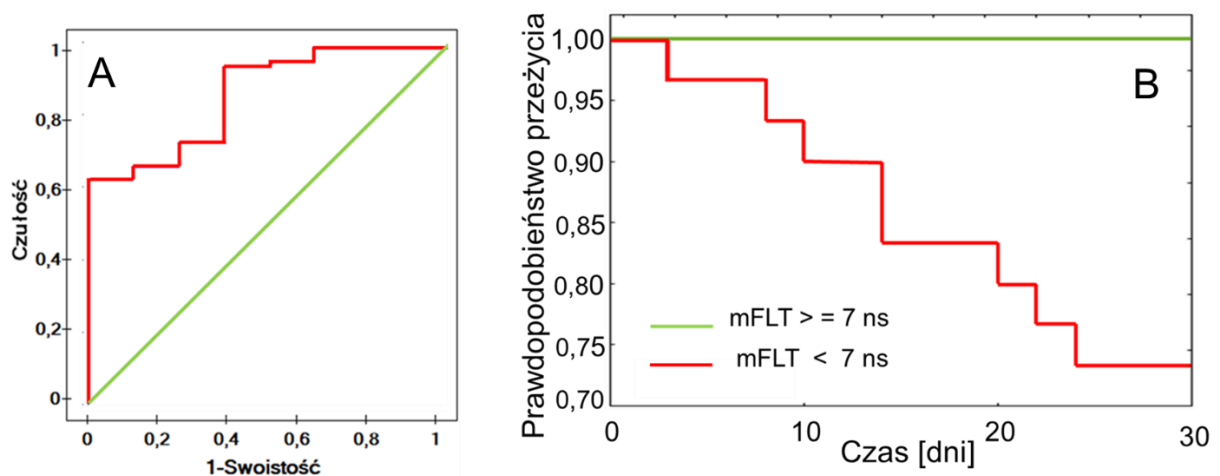 A
Czułość
1
0,8
0,6
0,4
0,2
0
0 0,2 0,4 0,6 0,8 1
1-Swoistość
B
Prawdopodobieństwo przeżycia
1,00
0,95
0,90
0,85
0,80
0,75
0,70
mFLT > = 7 ns
mFLT < 7 ns
0 10 20 30
Czas [dni]